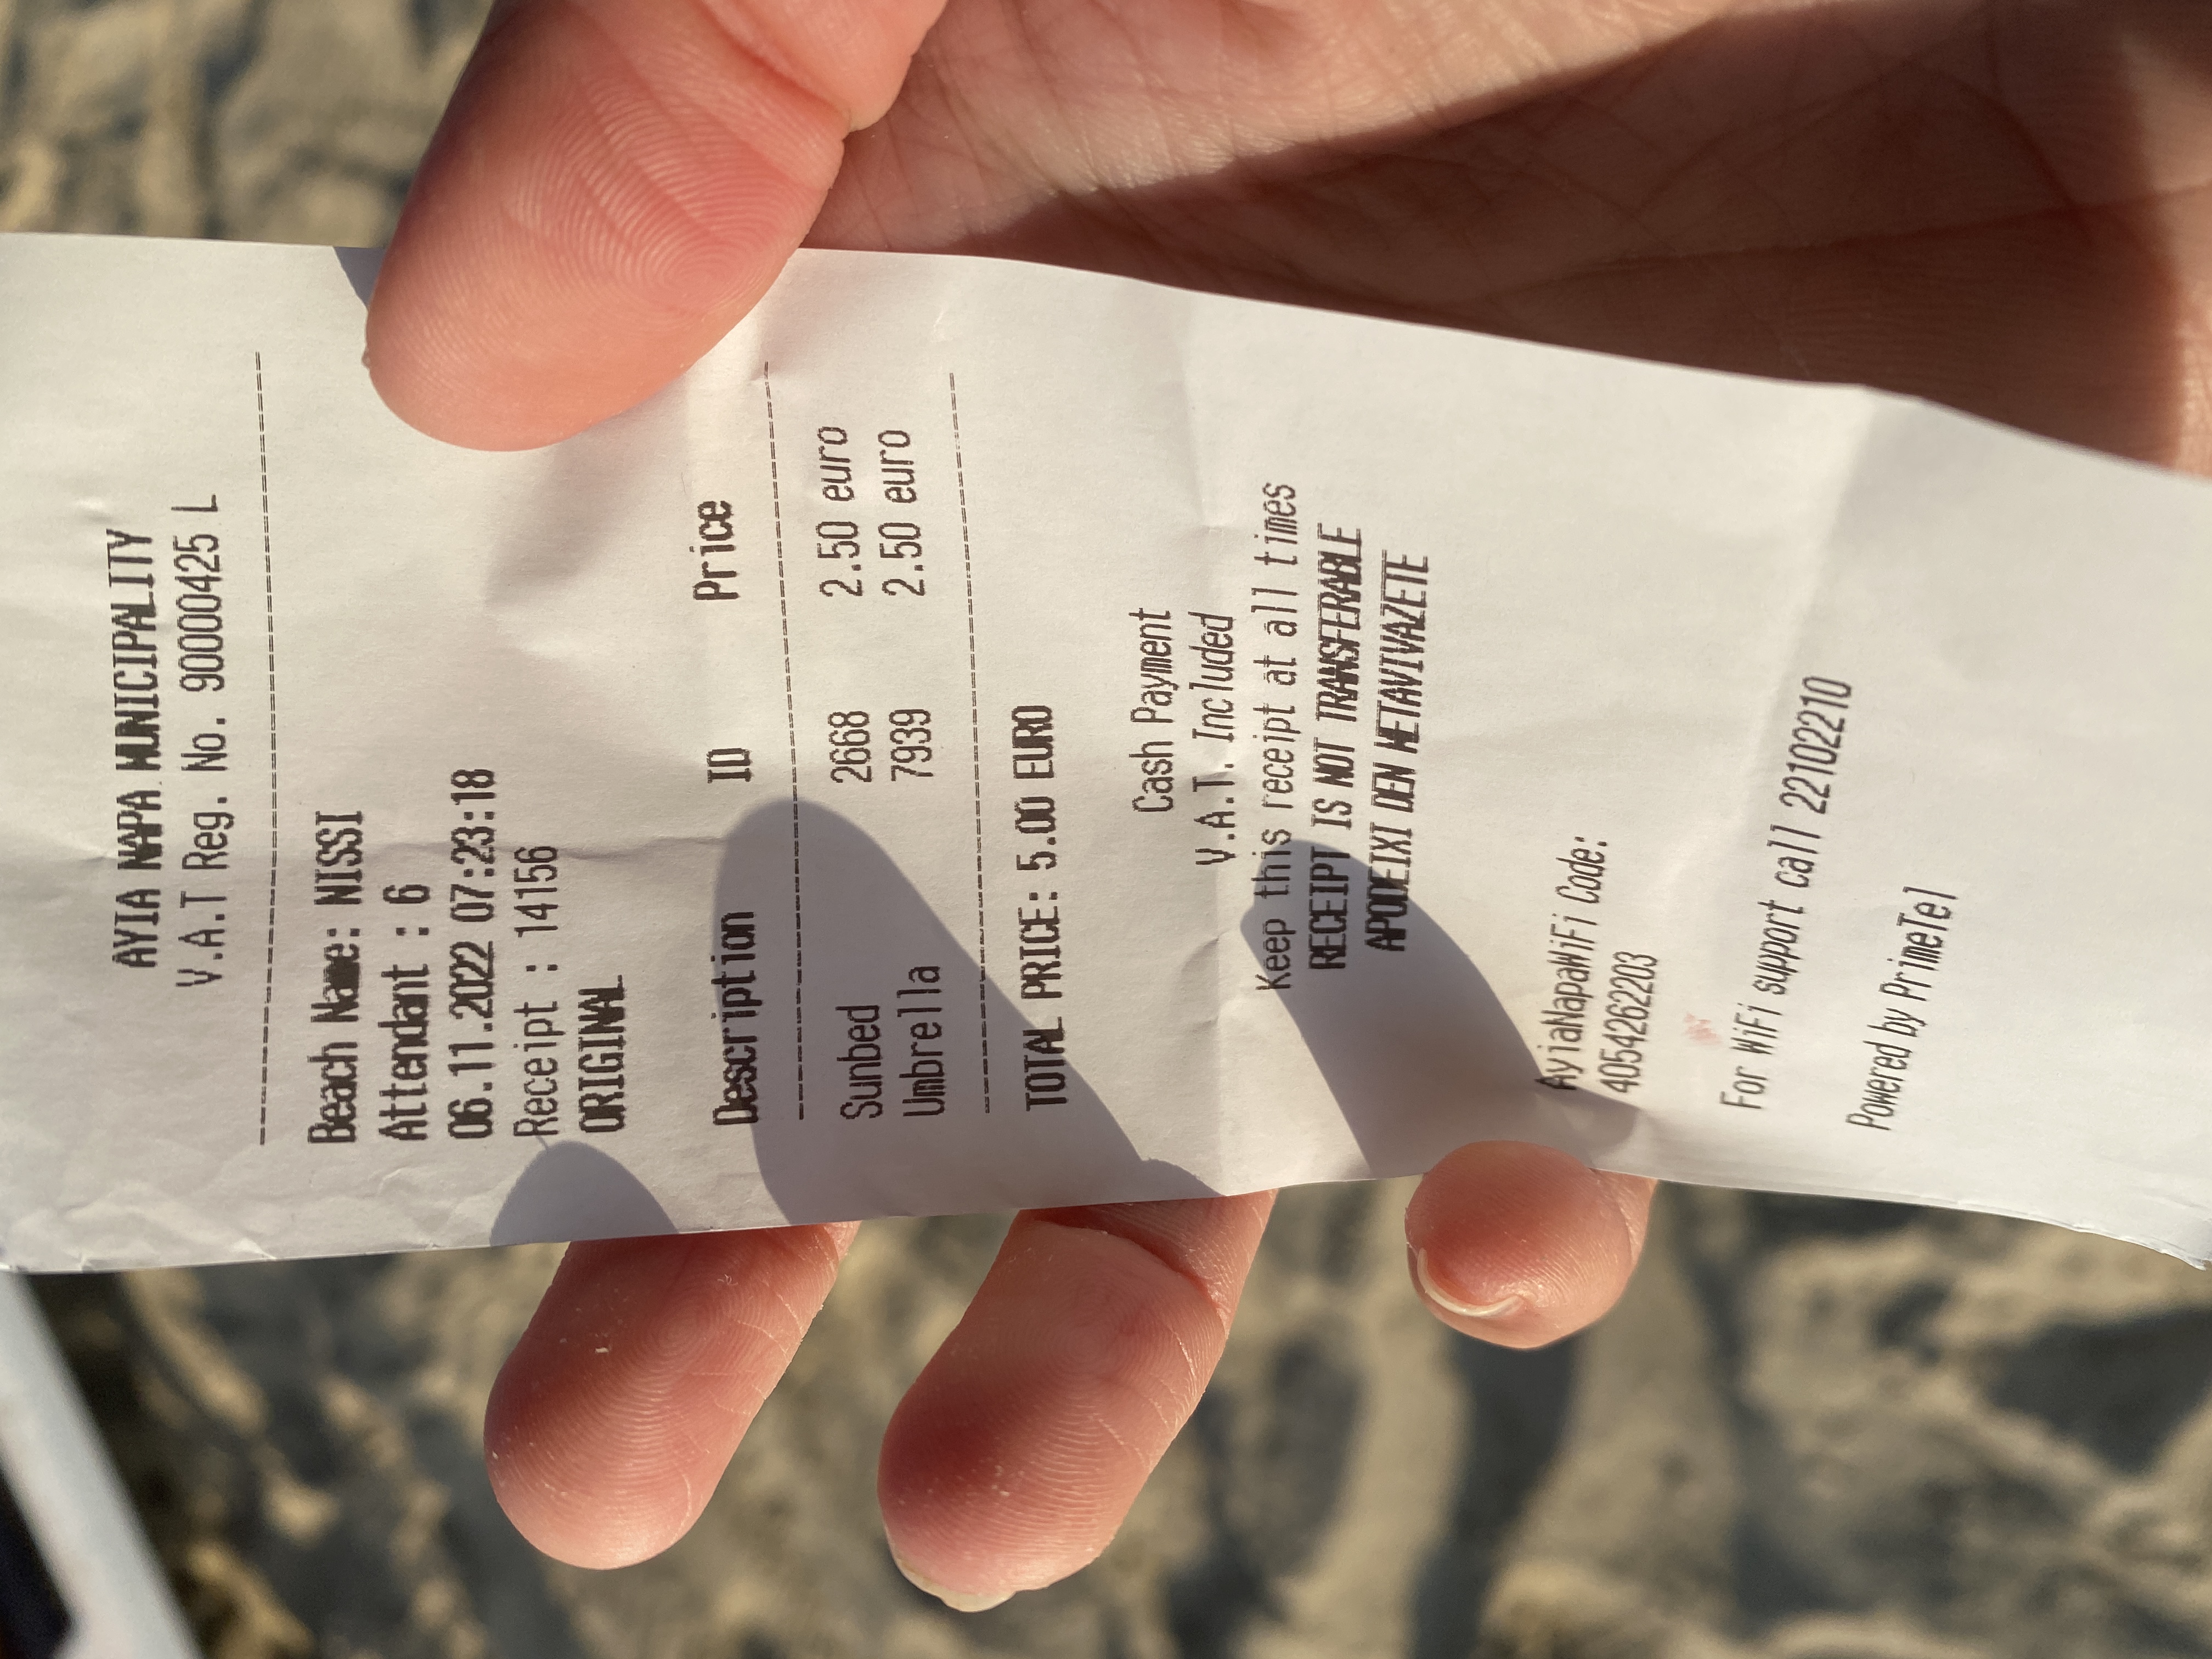 AYIA NAPA MUNICIPALITY
V.A.T Reg. No. 90000425 L
Beach Name: NISSI
Attendant : 6
06.11.2022 07:23:18
Receipt : 14156
ORIGINAL
Description ID Price
Sunbed 2668 2.50 euro
Umbrella 7939 2.50 euro
TOTAL PRICE: 5.00 EURO
Cash Payment
V.A.T. Included
Keep this receipt at all times
RECEIPT IS NOT TRANSFERABLE
APODEIXI DEN METAVIVAZETE
AyiaNapaWiFi Code:
4054262203
For WiFi support call 22102210
Powered by PrimeTel